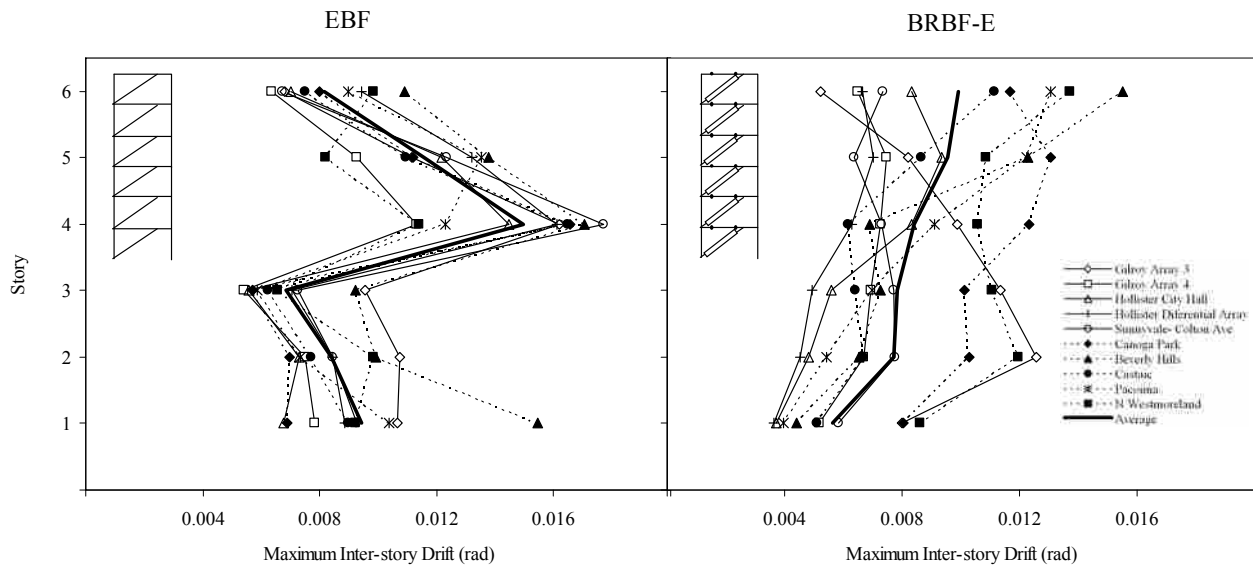 EBF
BRBF-E
6
5
4
3
2
1
Story
0.004
0.008
0.012
0.016
0.004
0.008
0.012
0.016
Maximum Inter-story Drift (rad)
Maximum Inter-story Drift (rad)
Gilroy Array 3
Gilroy Array 4
Hollister City Hall
Hollister Diferential Array
Sunnyvale- Colton Ave
Canoga Park
Beverly Hills
Castaic
Pacoima
N Westmoreland
Average